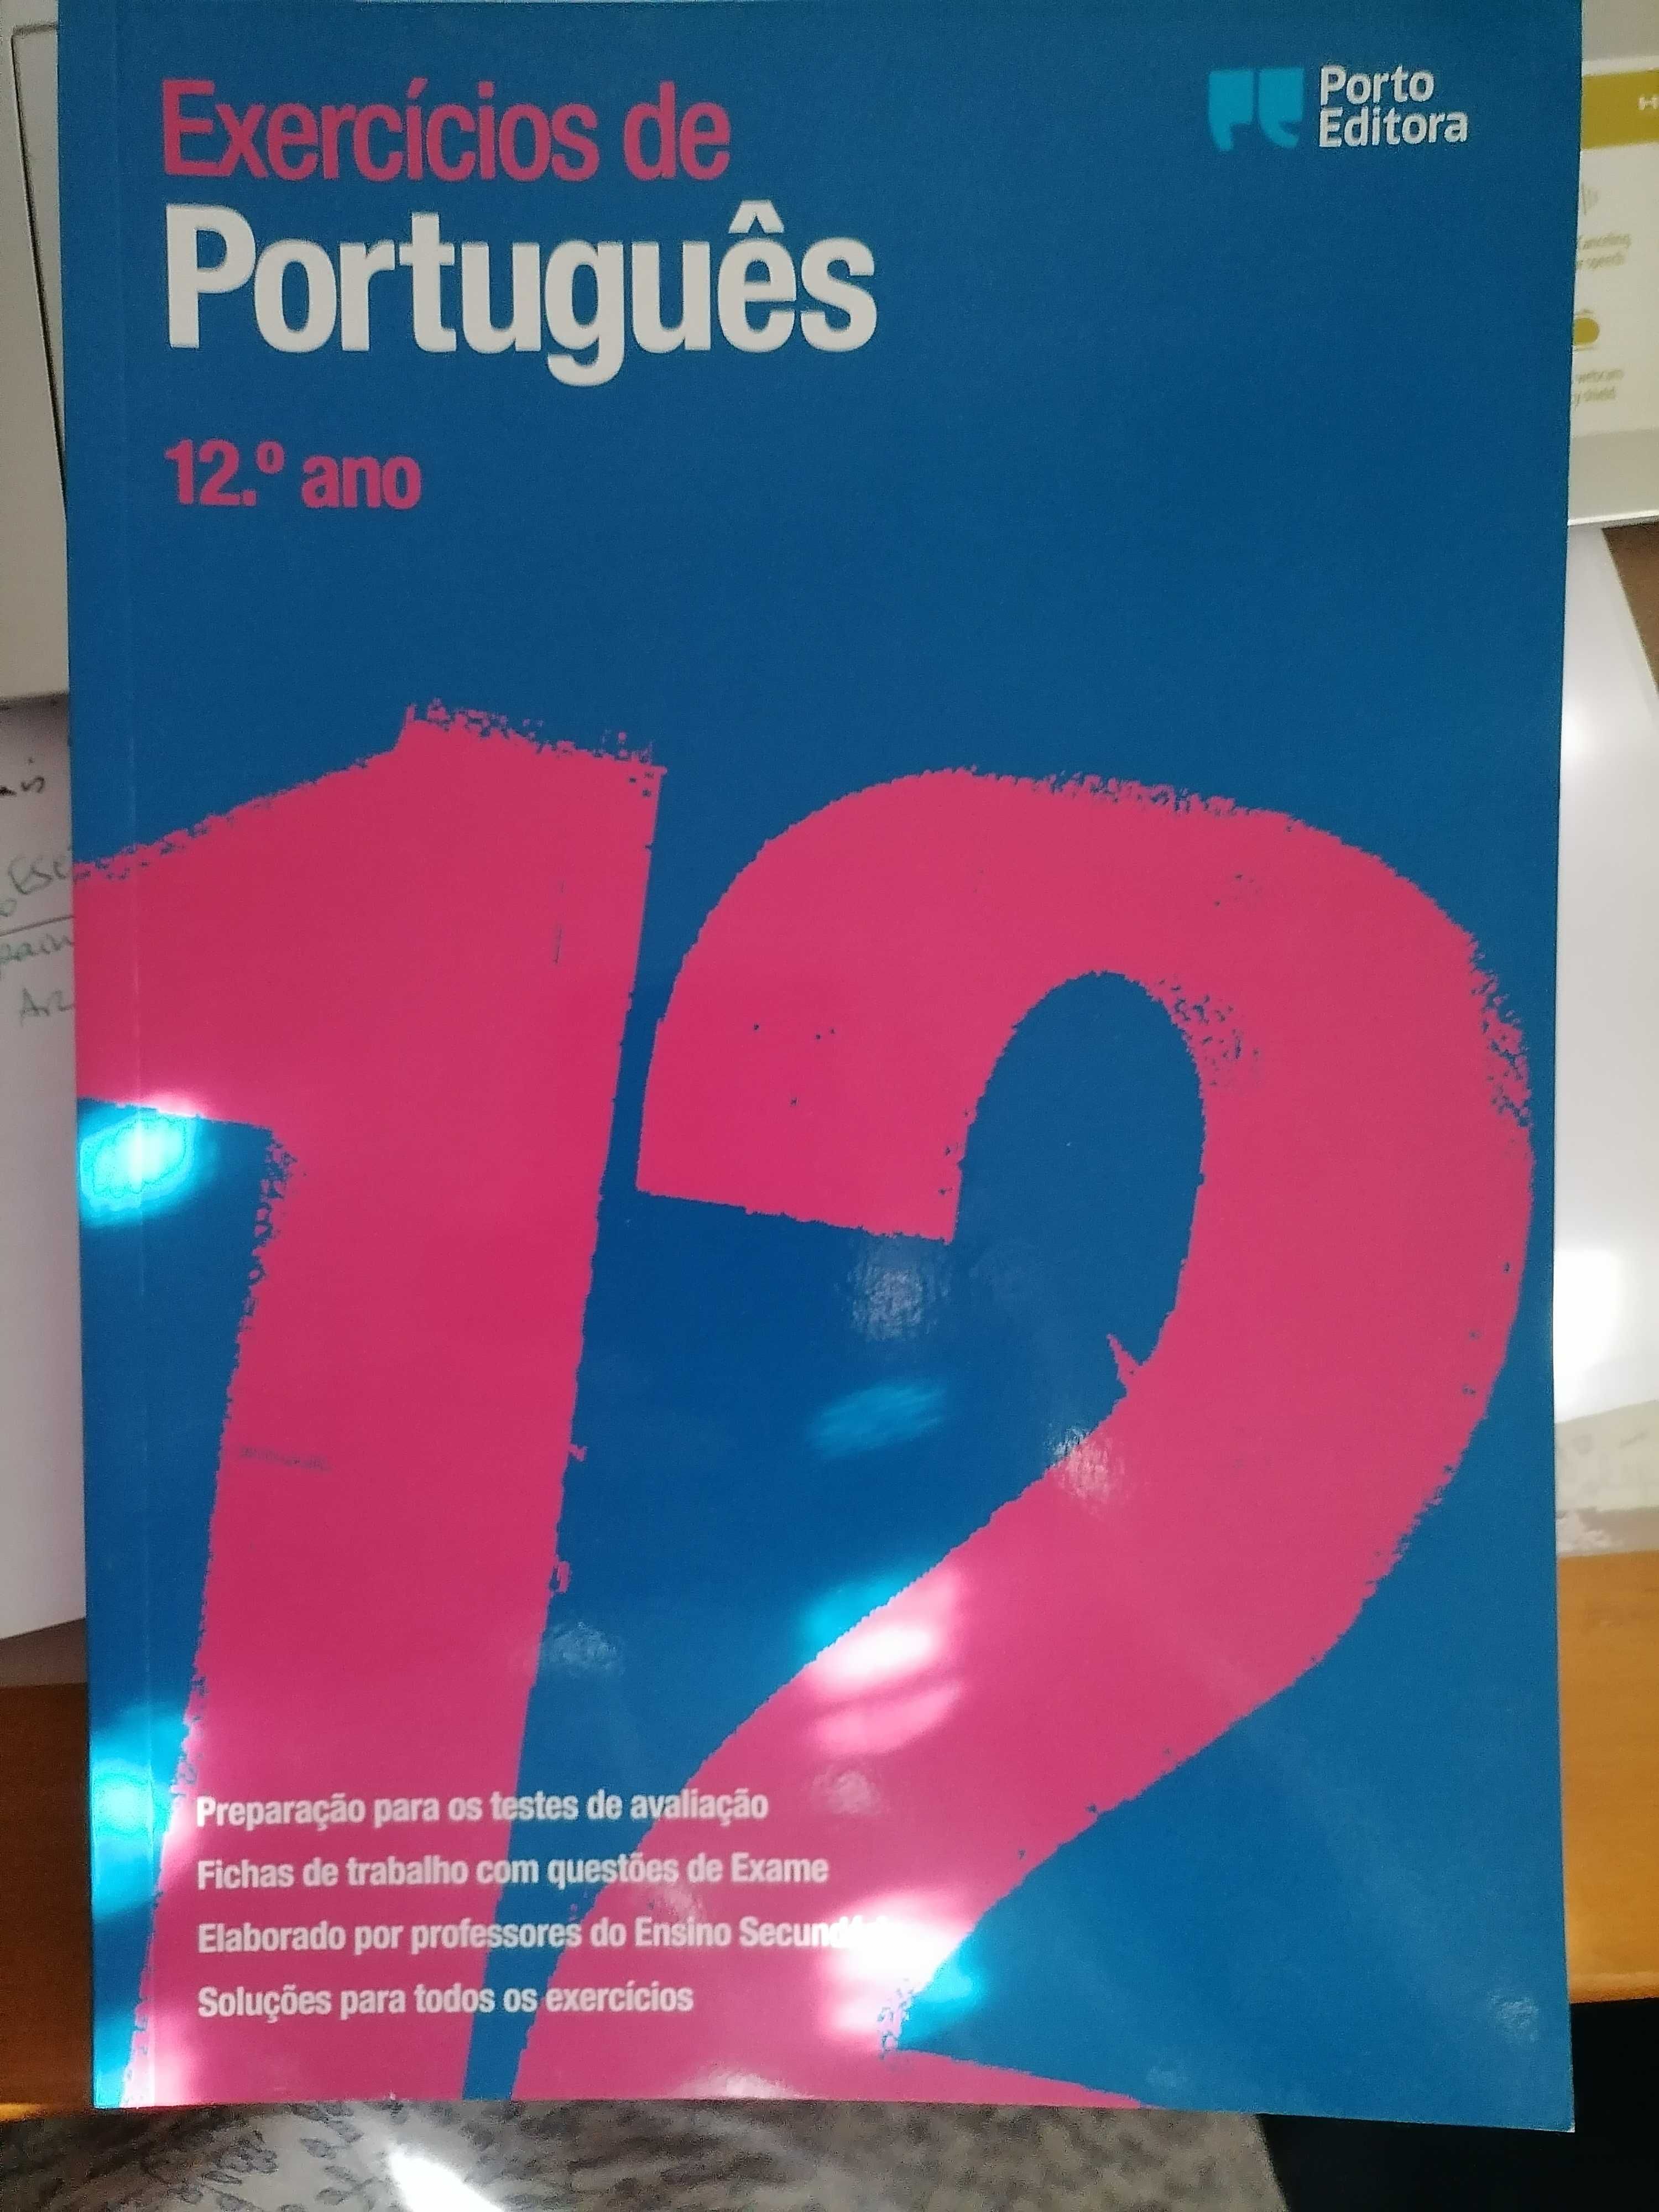 Exercícios de
Português
12.º ano
Porto
Editora
12
Preparação para os testes de avaliação
Fichas de trabalho com questões de Exame
Elaborado por professores do Ensino
Soluções para todos os exercícios